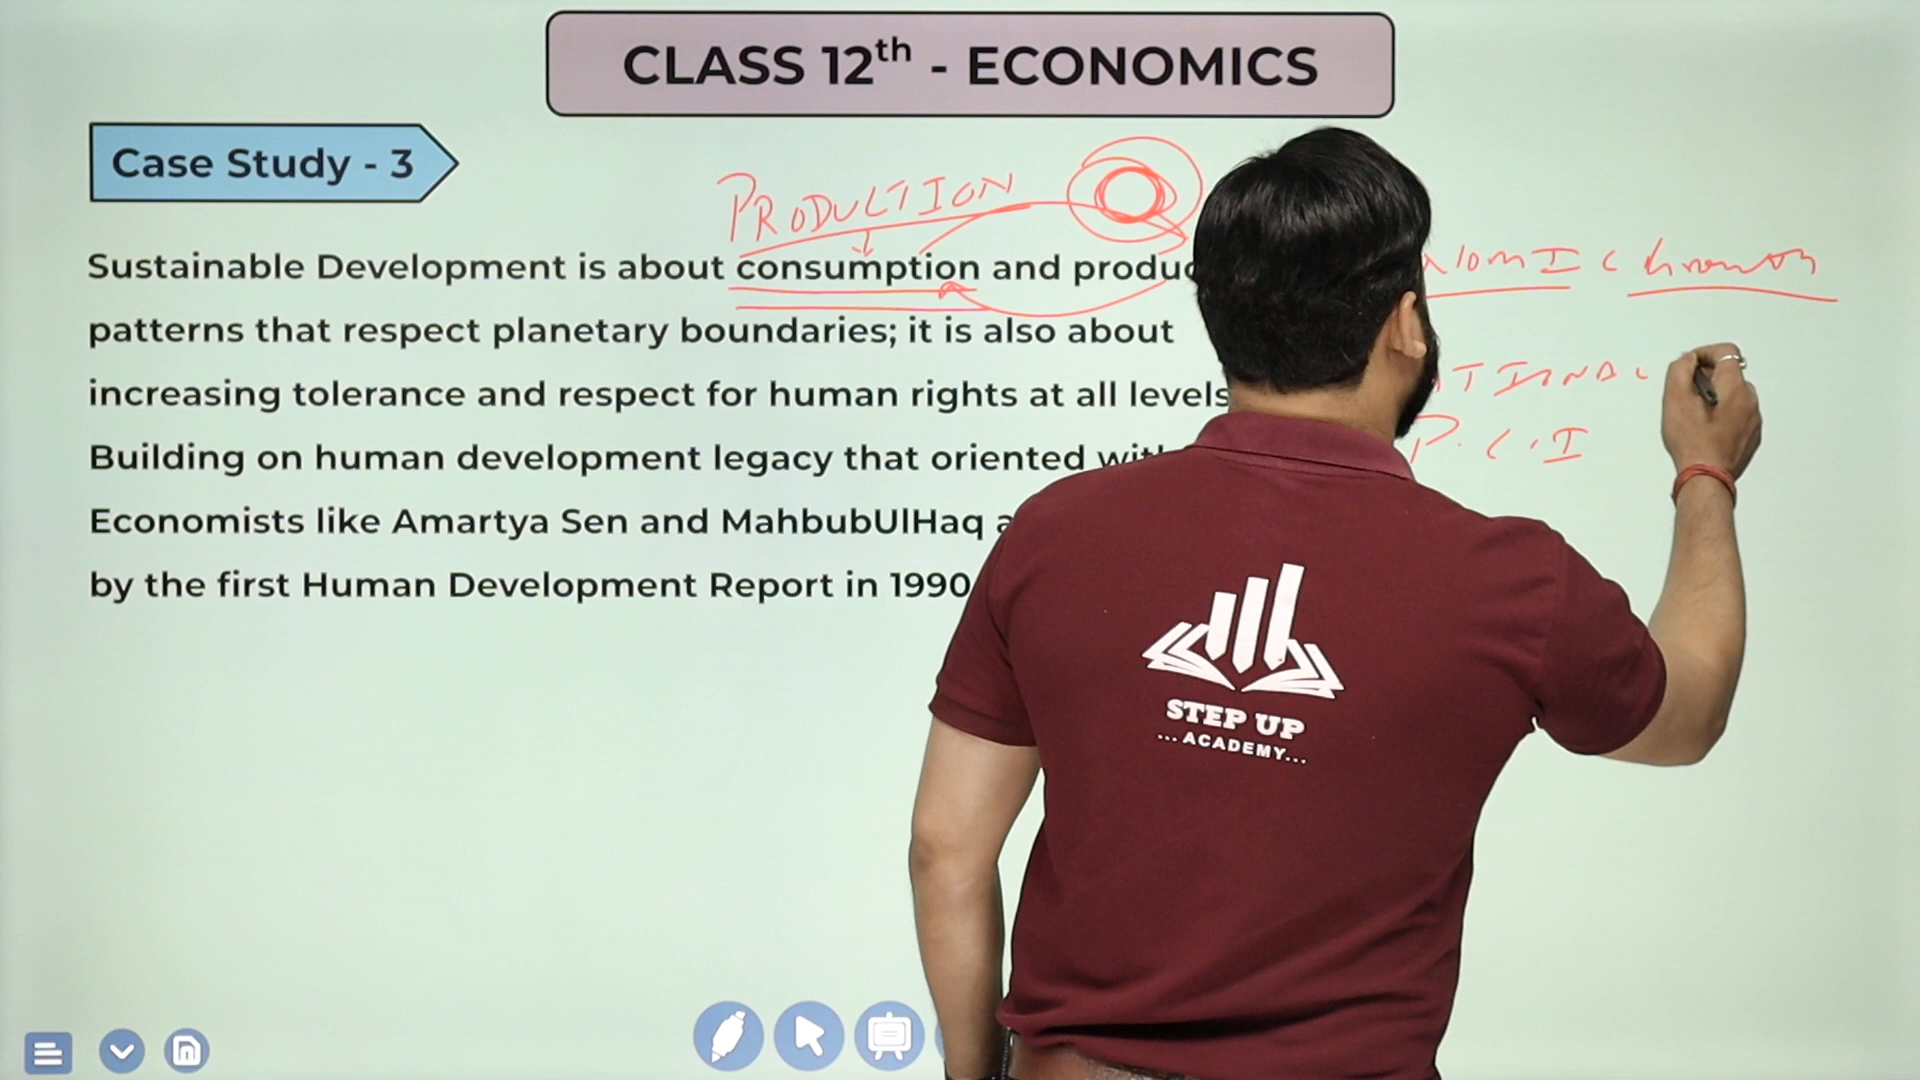 CLASS 12th - ECONOMICS
Case Study - 3
PRODUCTION
Sustainable Development is about consumption and produc
patterns that respect planetary boundaries; it is also about
increasing tolerance and respect for human rights at all levels
Building on human development legacy that oriented with
Economists like Amartya Sen and MahbubUlHaq a
by the first Human Development Report in 1990
Growth
P.C.I
STEP UP
... ACADEMY...